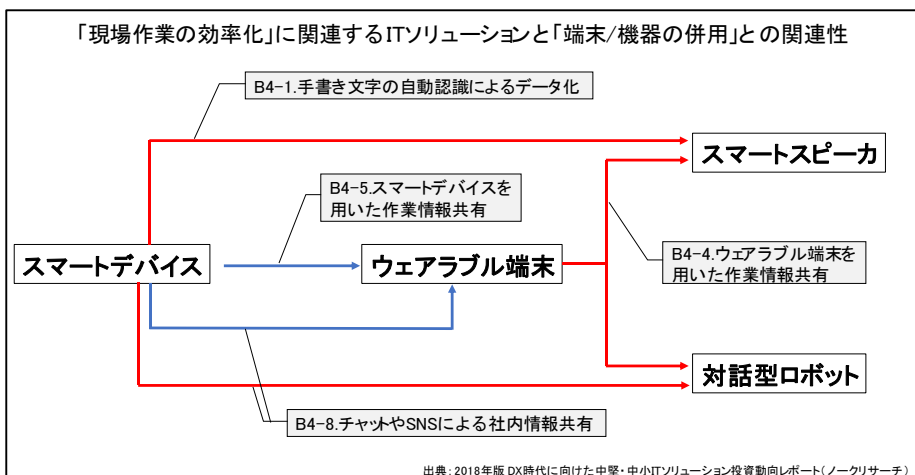 「現場作業の効率化」に関連するITソリューションと「端末/機器の併用」との関連性
B4-1.手書き文字の自動認識によるデータ化
スマートスピーカ
B4-5.スマートデバイスを
用いた作業情報共有
B4-4.ウェアラブル端末を
用いた作業情報共有
スマートデバイス
ウェアラブル端末
対話型ロボット
B4-8.チャットやSNSによる社内情報共有
出典:2018年版 DX時代に向けた中堅・中小ITソリューション投資動向レポート(ノークリサーチ)